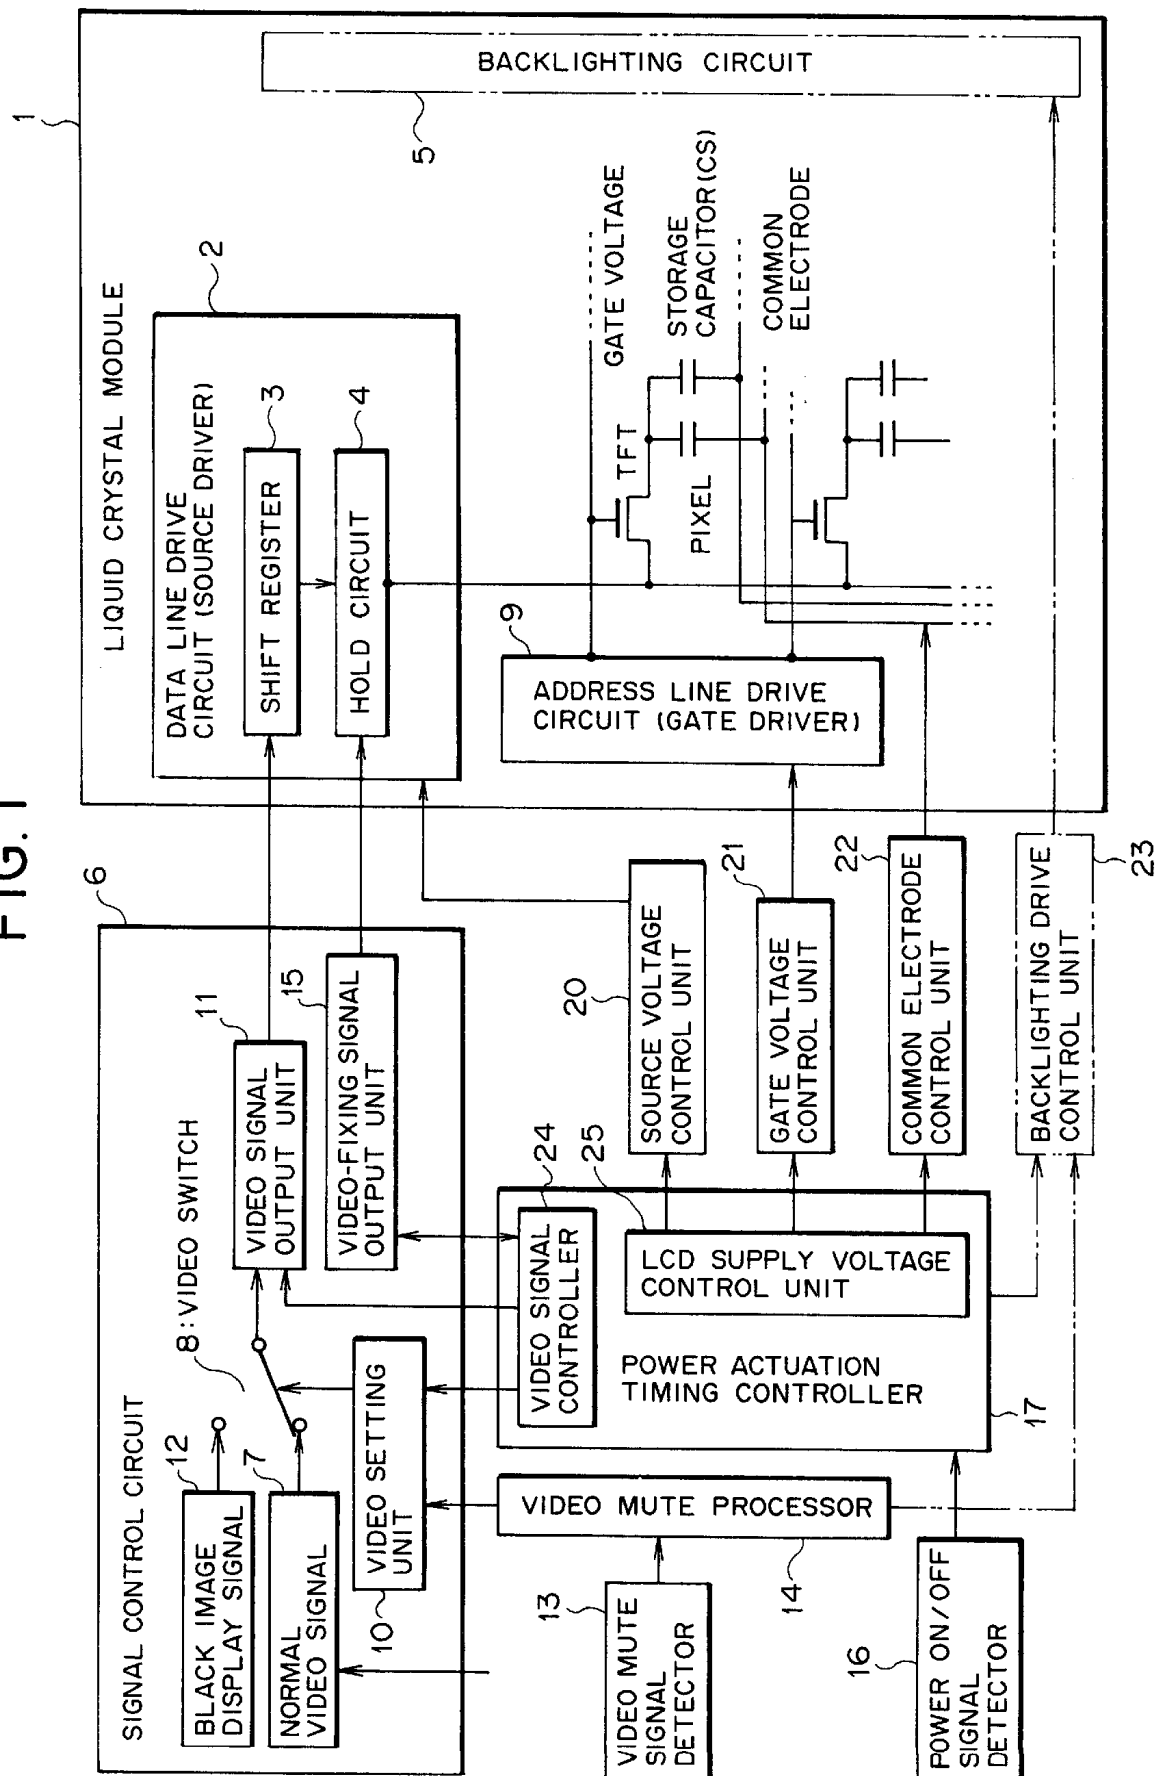 FIG. 1
SIGNAL CONTROL CIRCUIT
6
BLACK IMAGE
DISPLAY SIGNAL
12
NORMAL
VIDEO SIGNAL
7
8:VIDEO SWITCH
VIDEO SIGNAL
OUTPUT UNIT
11
VIDEO-FIXING SIGNAL
OUTPUT UNIT
15
VIDEO SETTING
UNIT
10
VIDEO MUTE
SIGNAL
DETECTOR
13
VIDEO MUTE PROCESSOR
14
POWER ON/OFF
SIGNAL
DETECTOR
16
VIDEO SIGNAL
CONTROLLER
24
LCD SUPPLY VOLTAGE
CONTROL UNIT
25
POWER ACTUATION
TIMING CONTROLLER
17
SOURCE VOLTAGE
CONTROL UNIT
20
GATE VOLTAGE
CONTROL UNIT
21
COMMON ELECTRODE
CONTROL UNIT
22
BACKLIGHTING DRIVE
CONTROL UNIT
23
LIQUID CRYSTAL MODULE
1
DATA LINE DRIVE
CIRCUIT (SOURCE DRIVER)
2
SHIFT REGISTER
3
HOLD CIRCUIT
4
ADDRESS LINE DRIVE
CIRCUIT (GATE DRIVER)
9
GATE VOLTAGE
TFT
PIXEL
STORAGE
CAPACITOR(CS)
COMMON
ELECTRODE
BACKLIGHTING CIRCUIT
5